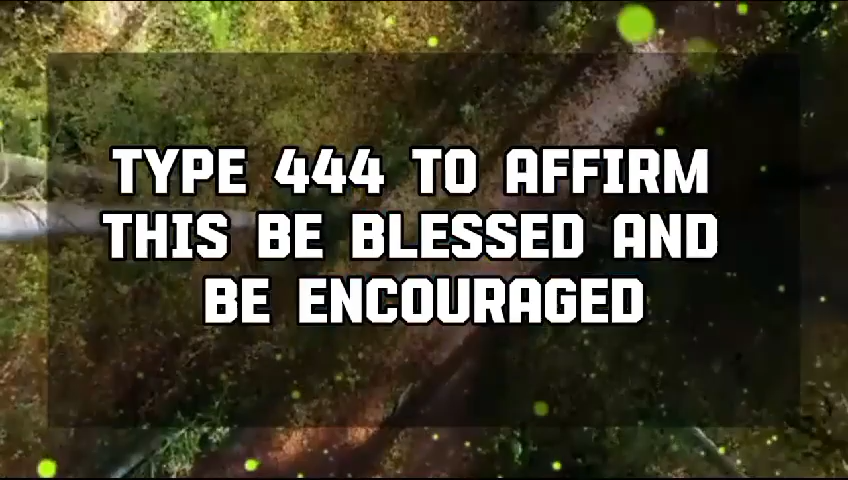 TYPE 444 TO AFFIRM
THIS BE BLESSED AND
BE ENCOURAGED